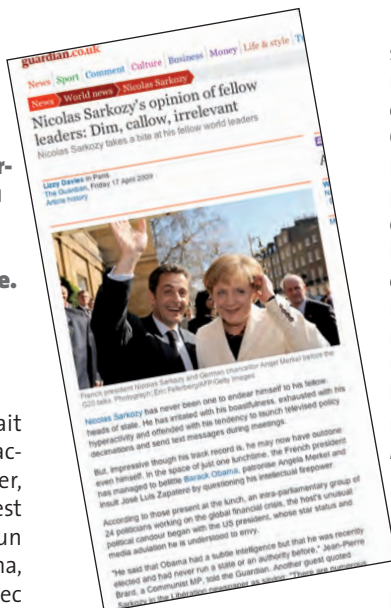 guardian.co.uk
News Sport Comment Culture Business Money Life & style
News World news Nicolas Sarkozy
Nicolas Sarkozy's opinion of fellow
leaders: Dim, callow, irrelevant
Nicolas Sarkozy takes a bite at his fellow world leaders
Lizzy Davies in Paris
The Guardian, Friday 17 April 2009
Article history
French president Nicolas Sarkozy and German chancellor Angel Merkel before the
G20 talks. Photograph: Eric Feferberg/AFP/Getty Images
Nicolas Sarkozy has never been one to endear himself to his fellow
heads of state. He has irritated with his boastfulness, exhausted with his
hyperactivity and offended with his tendency to launch televised policy
declamations and send text messages during meetings.
But, impressive though his track record is, he may now have outdone
even himself. In the space of just one lunchtime, the French president
has managed to belittle Barack Obama, patronise Angela Merkel and
insult José Luis Zapatero by questioning his intellectual firepower.
According to those present at the lunch, an intra-parliamentary group of
24 politicians working on the global financial crisis, the host's unusual
political candour began with the US president, whose star status and
media adulation he is understood to envy.
"He said that Obama had a subtle intelligence but that he was recently
elected and had never run a state or an authority before," Jean-Pierre
Brard, a Communist MP, told the Guardian. Another guest quoted
Sarkozy in the Libération newspaper as saying: "There are numerous
r-
e.
ait
ac-
er,
est
un
na,
ec